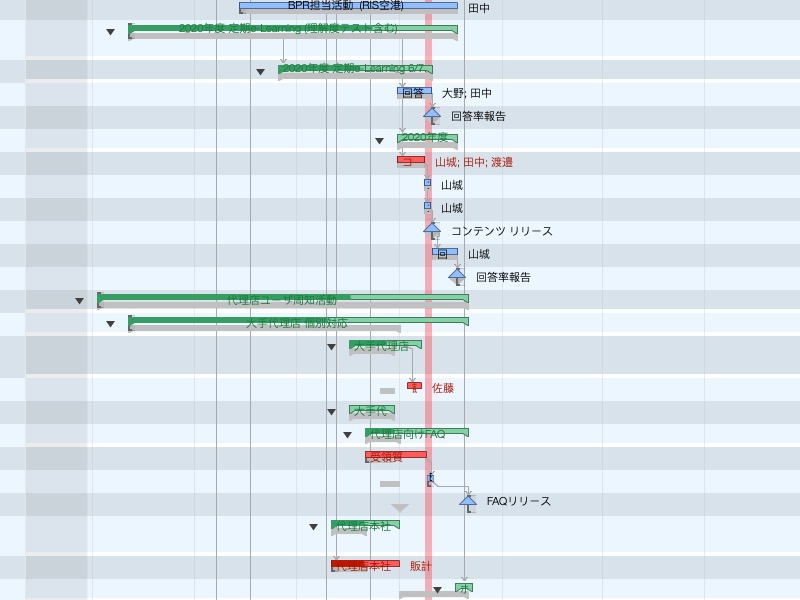 BPR担当活動 (RIS空港)
田中
2020年度 定期e-Learning (理解度テスト含む)
2020年度 定期e-Learning 6/7
回答
大野; 田中
回答率報告
2020年度
コ
山城; 田中; 渡邉
山城
山城
コンテンツ リリース
回
山城
回答率報告
代理店ユーザ周知活動
大手代理店 個別対応
大手代理店
佐藤
大手代
代理店向けFAQ
受領質
FAQリリース
代理店本社
代理店本社
販計
ホ